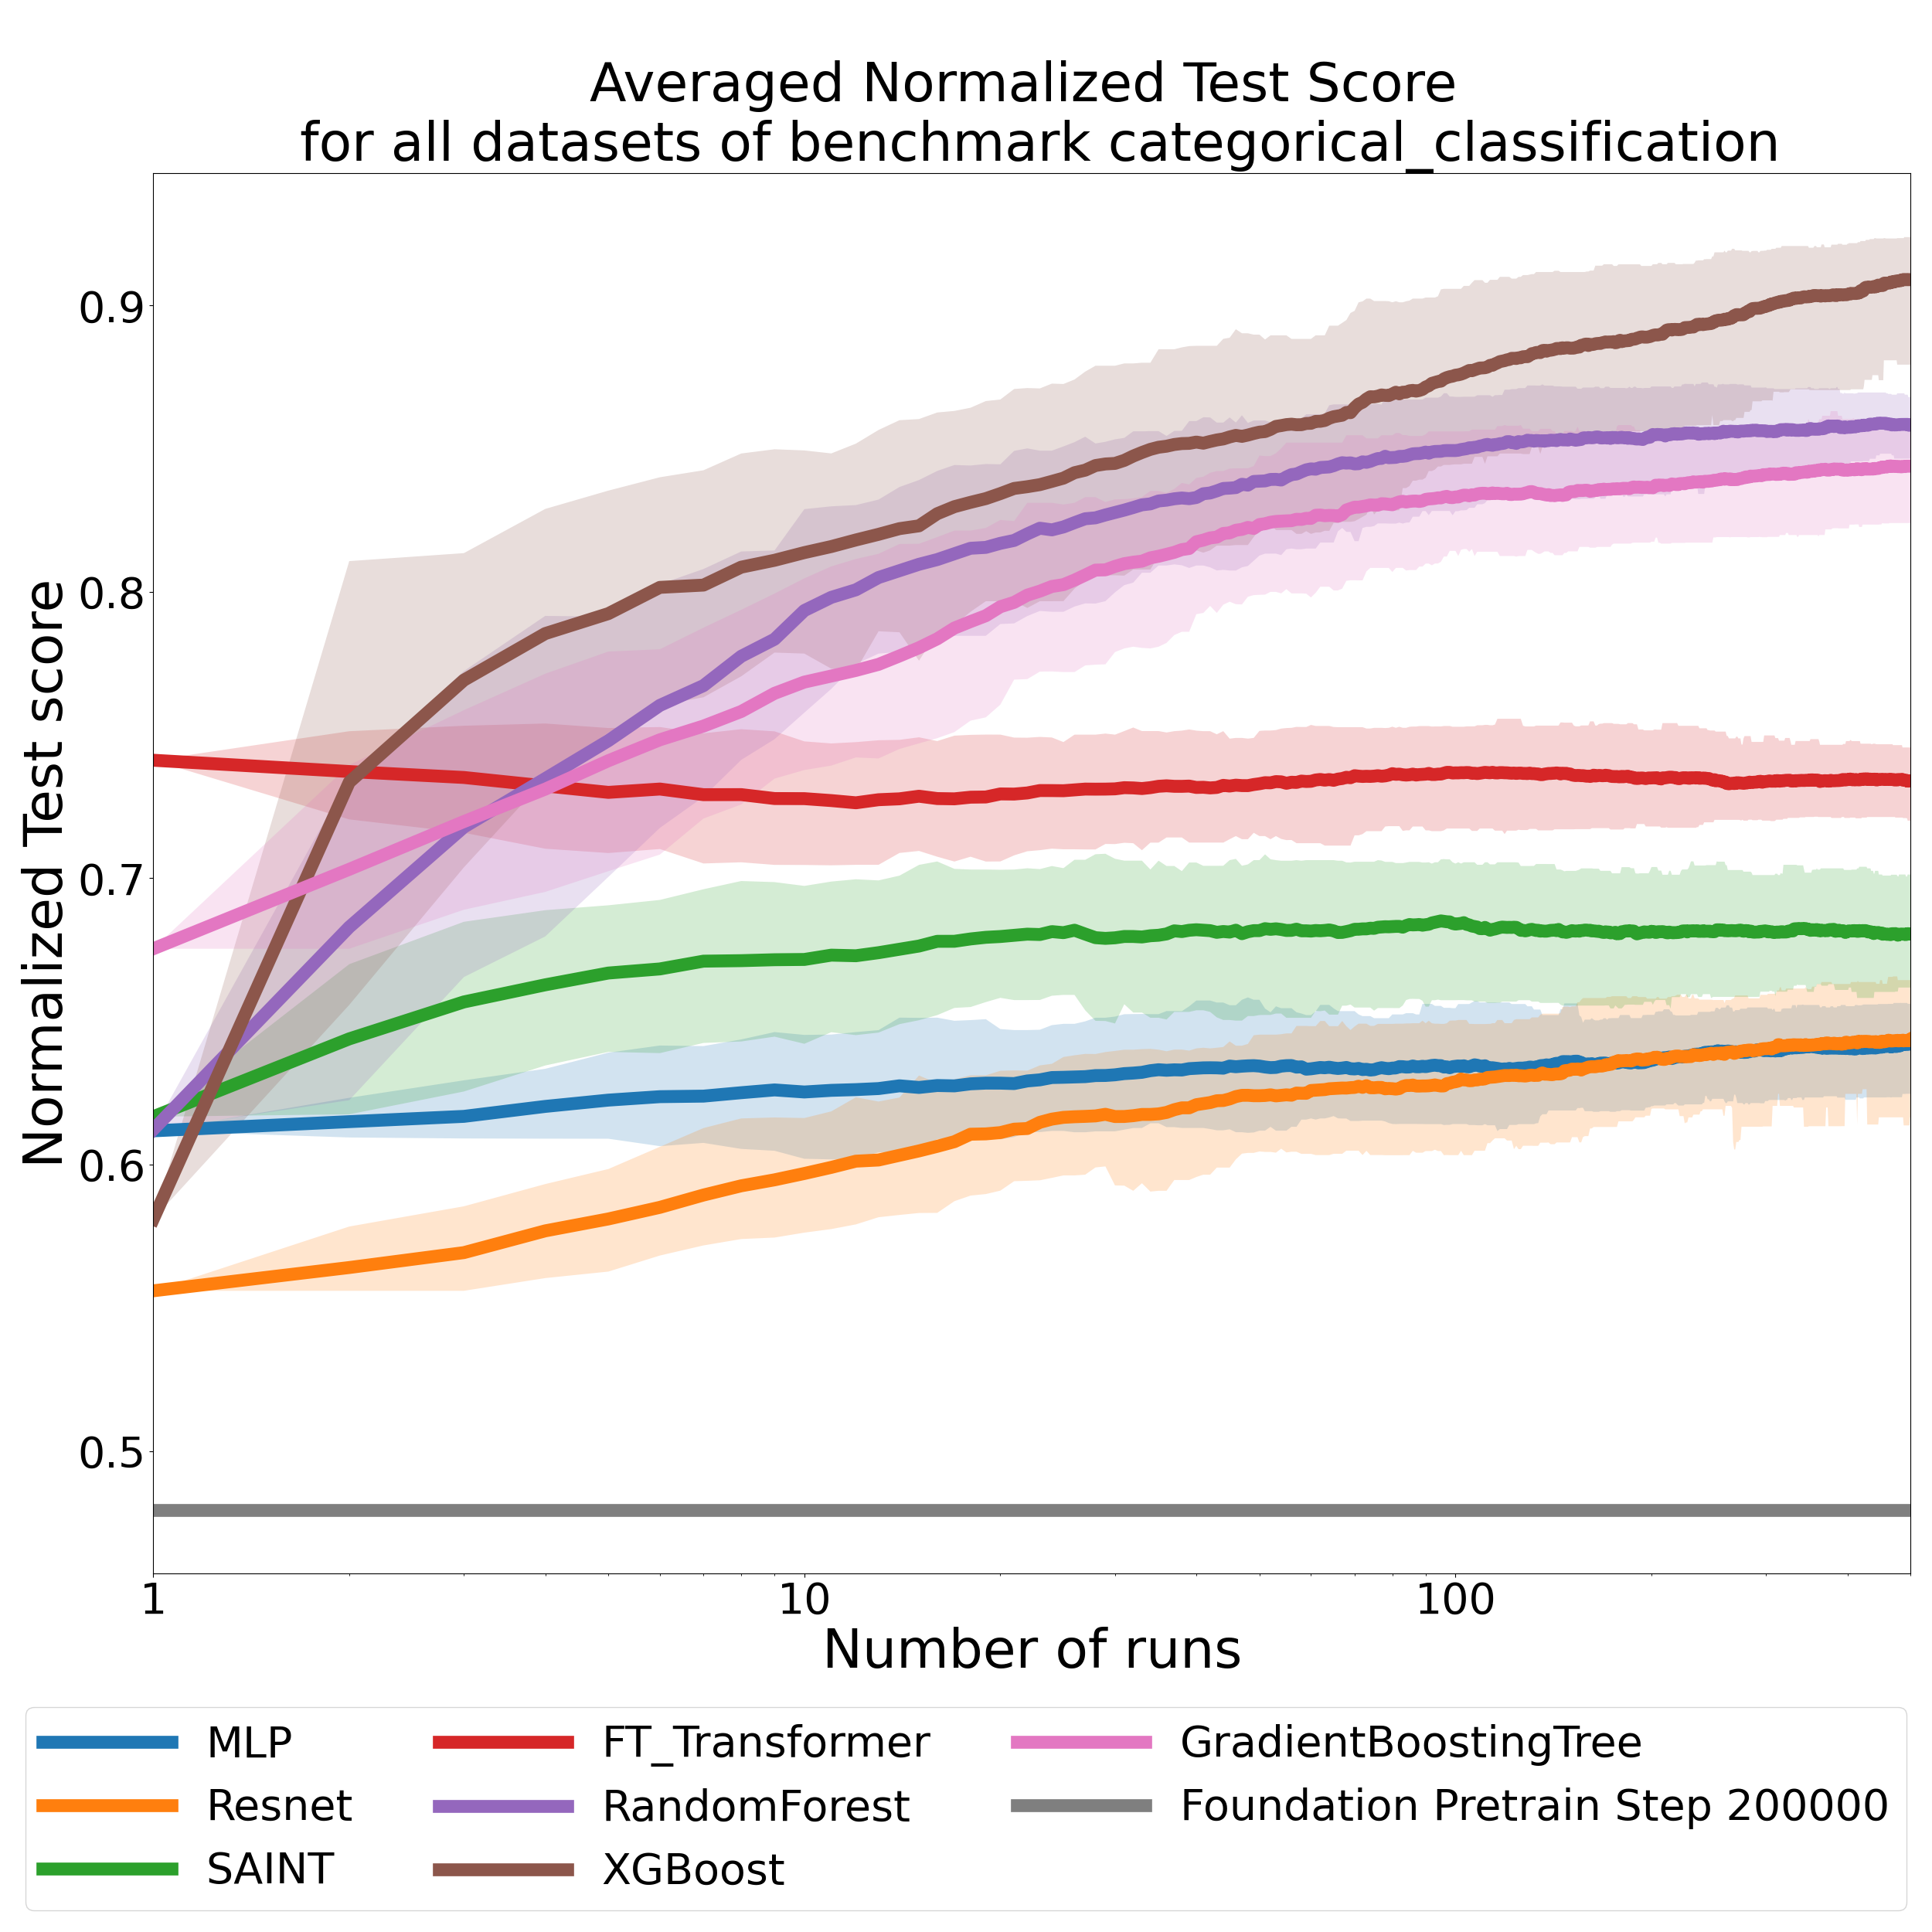 Averaged Normalized Test Score
for all datasets of benchmark categorical_classification
Normalized Test score
0.9
0.8
0.7
0.6
0.5
1
10
100
Number of runs
MLP
Resnet
SAINT
FT_Transformer
RandomForest
XGBoost
GradientBoostingTree
Foundation Pretrain Step 200000